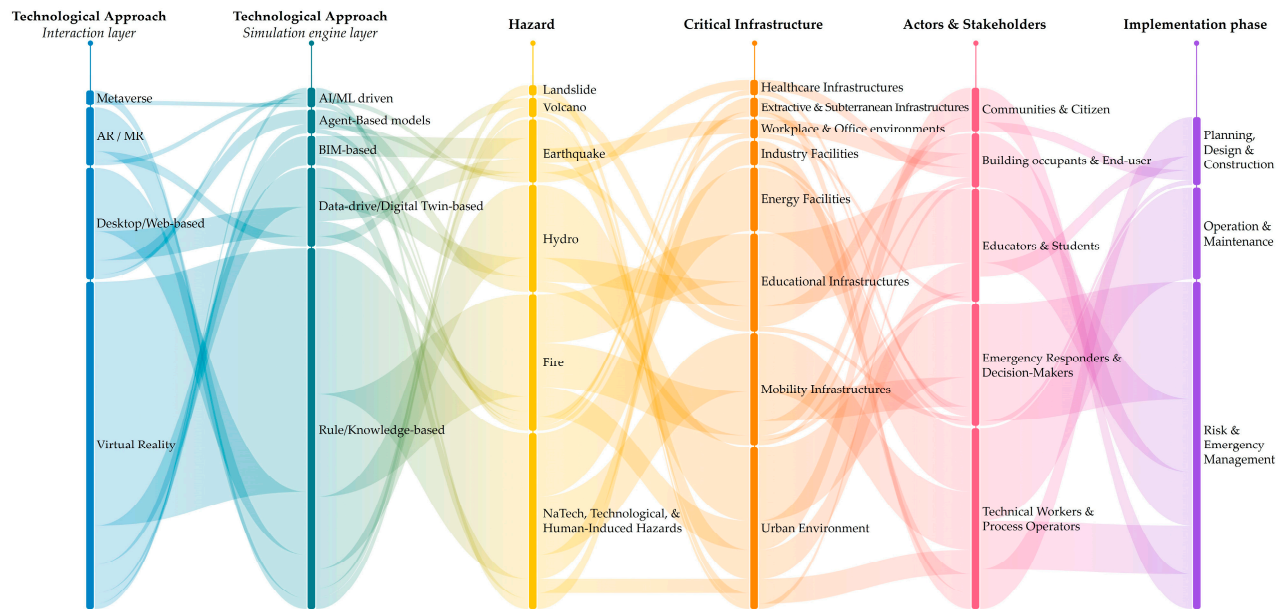 Technological Approach
Interaction layer
Technological Approach
Simulation engine layer
Hazard
Critical Infrastructure
Actors & Stakeholders
Implementation phase
Metaverse
AR / MR
Desktop/Web-based
Virtual Reality
AI/ML driven
Agent-Based models
BIM-based
Data-drive/Digital Twin-based
Rule/Knowledge-based
Landslide
Volcano
Earthquake
Hydro
Fire
NaTech, Technological, &
Human-Induced Hazards
Healthcare Infrastructures
Extractive & Subterranean Infrastructures
Workplace & Office environments
Industry Facilities
Energy Facilities
Educational Infrastructures
Mobility Infrastructures
Urban Environment
Communities & Citizen
Building occupants & End-user
Educators & Students
Emergency Responders &
Decision-Makers
Technical Workers &
Process Operators
Planning,
Design &
Construction
Operation &
Maintenance
Risk &
Emergency
Management